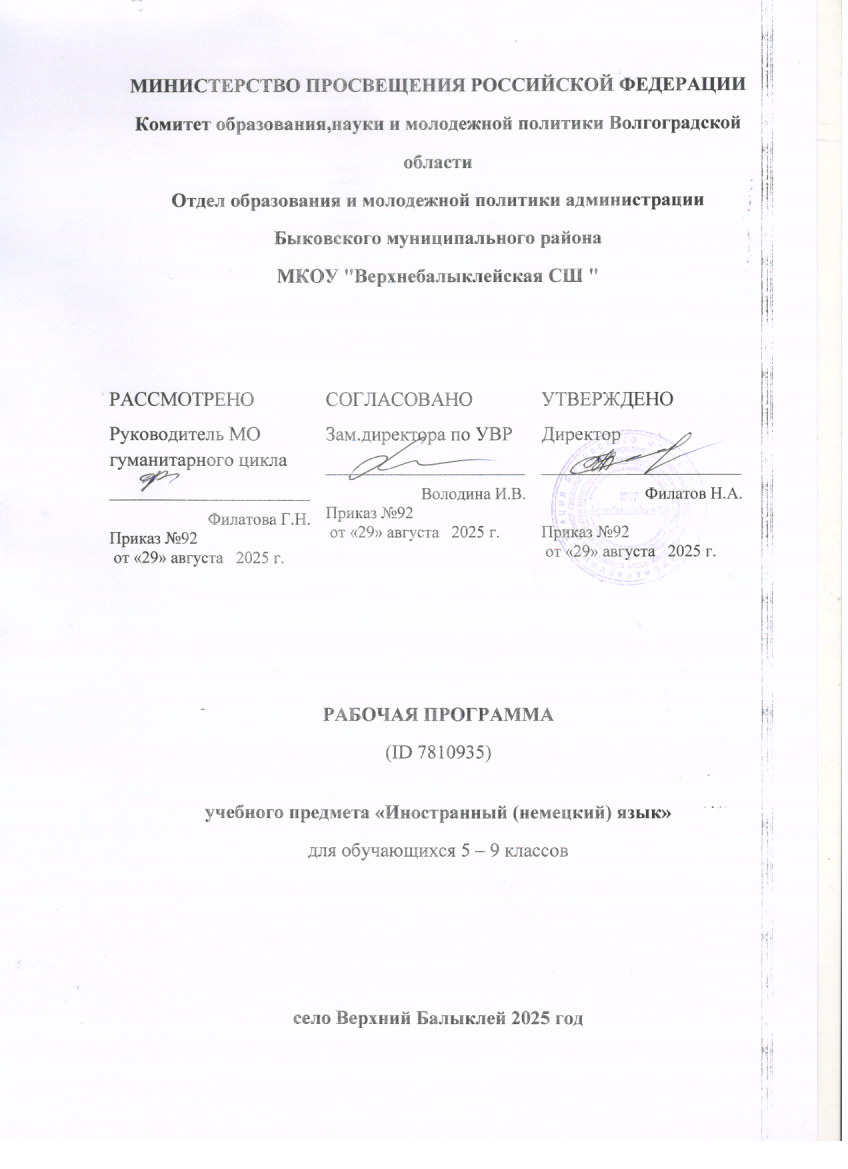 МИНИСТЕРСТВО ПРОСВЕЩЕНИЯ РОССИЙСКОЙ ФЕДЕРАЦИИ
Комитет образования,науки и молодежной политики Волгоградской
области
Отдел образования и молодежной политики администрации
Быковского муниципального района
МКОУ "Верхнебалыклейская СШ "
РАССМОТРЕНО
Руководитель МО
гуманитарного цикла
Филатова Г.Н.
Приказ №92
от «29» августа 2025 г.
СОГЛАСОВАНО
Зам.директора по УВР
Володина И.В.
Приказ №92
от «29» августа 2025 г.
УТВЕРЖДЕНО
Директор
Филатов Н.А.
Приказ №92
от «29» августа 2025 г.
РАБОЧАЯ ПРОГРАММА
(ID 7810935)
учебного предмета «Иностранный (немецкий) язык»
для обучающихся 5 – 9 классов
село Верхний Балыклей 2025 год